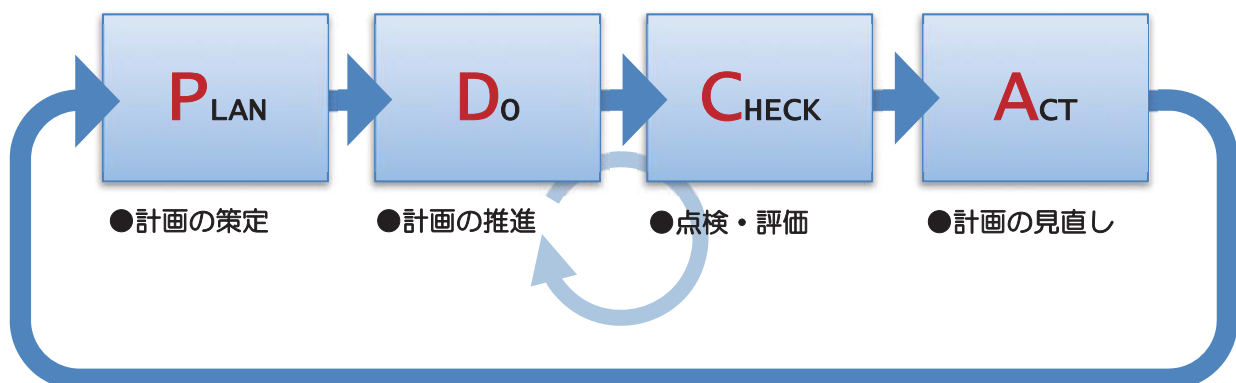 PLAN
DO
CHECK
ACT
●計画の策定
●計画の推進
●点検・評価
●計画の見直し